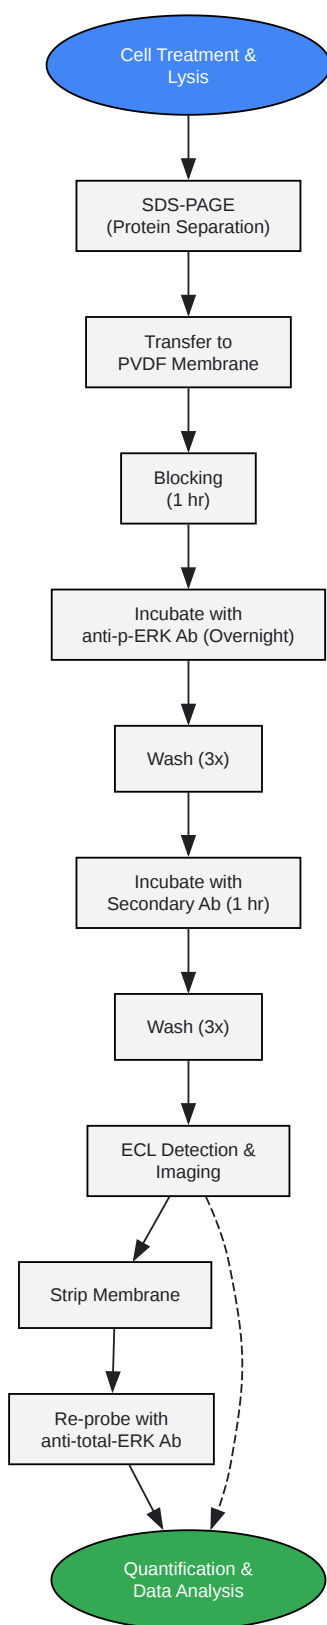 Cell Treatment &
Lysis
SDS-PAGE
(Protein Separation)
Transfer to
PVDF Membrane
Blocking
(1 hr)
Incubate with
anti-p-ERK Ab (Overnight)
Wash (3x)
Incubate with
Secondary Ab (1 hr)
Wash (3x)
ECL Detection &
Imaging
Strip Membrane
Re-probe with
anti-total-ERK Ab
Quantification &
Data Analysis